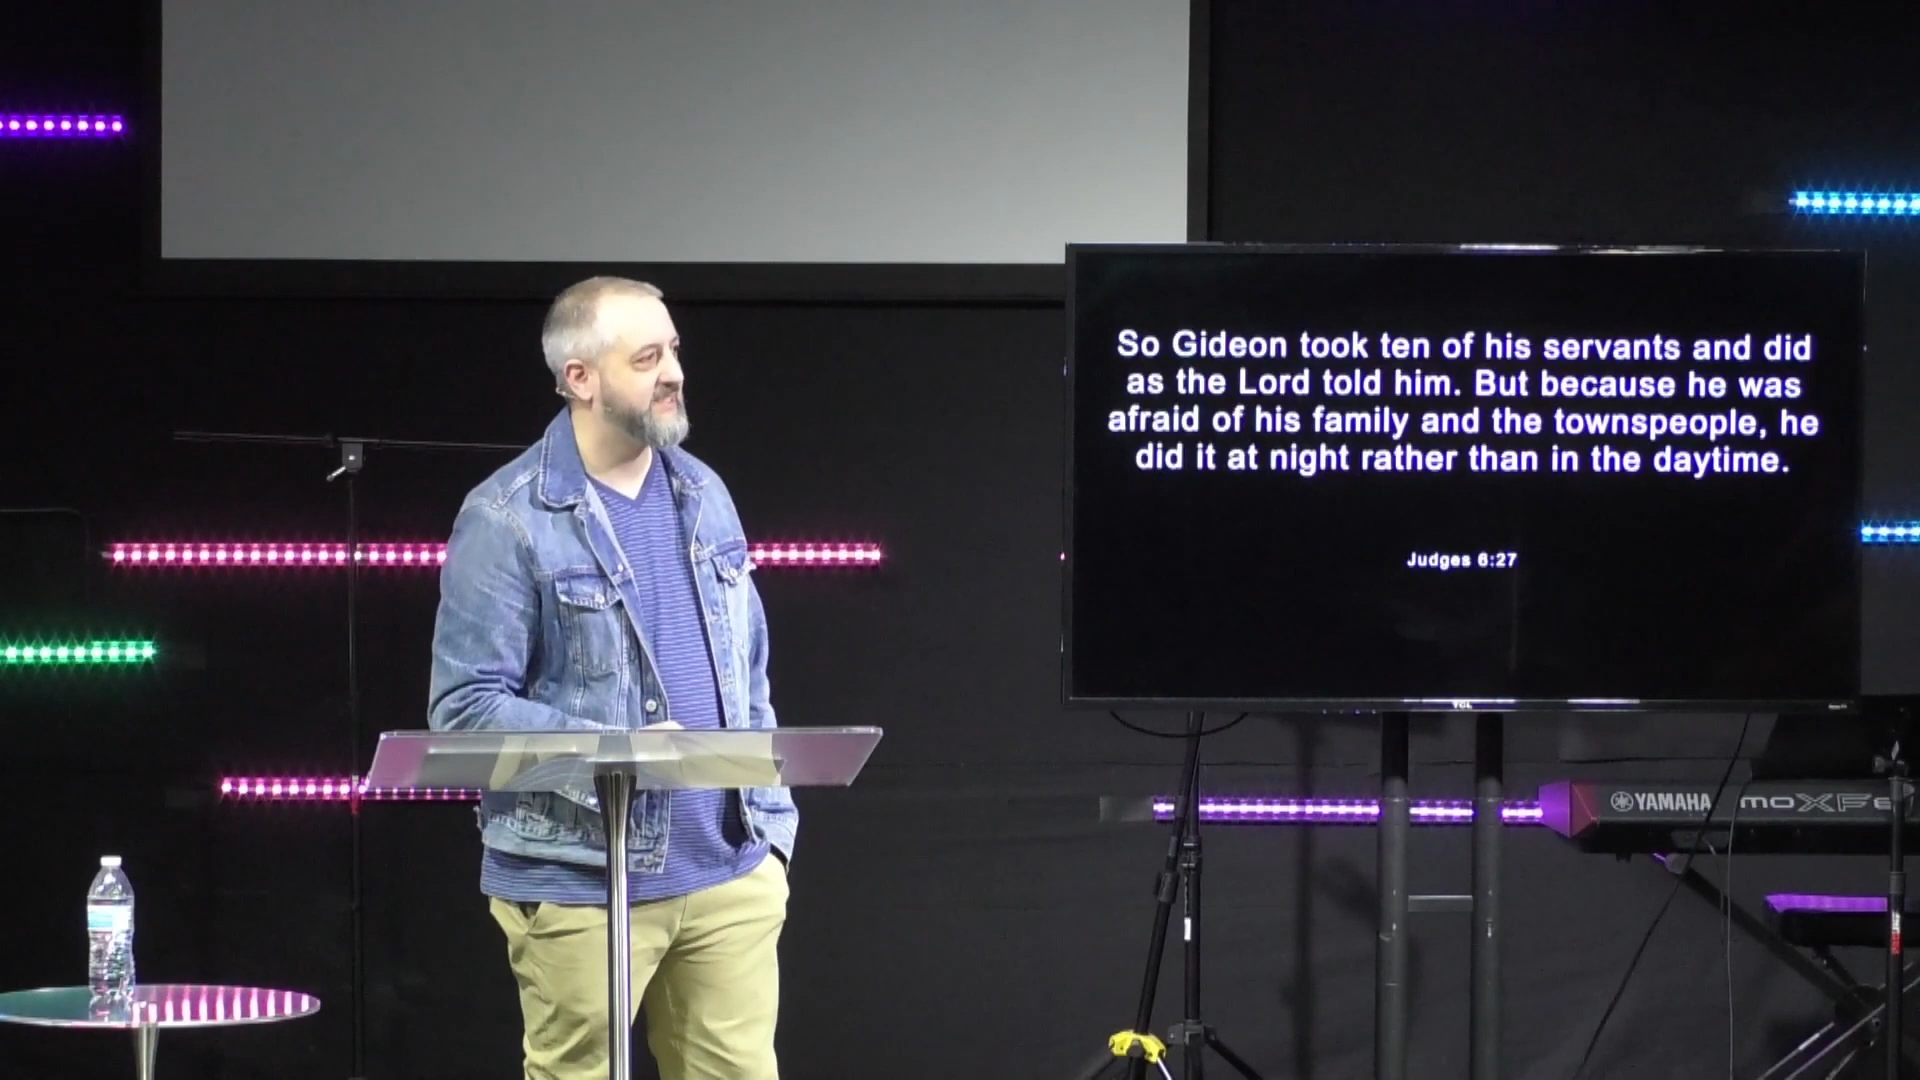 So Gideon took ten of his servants and did
as the Lord told him. But because he was
afraid of his family and the townspeople, he
did it at night rather than in the daytime.
Judges 6:27
TCL
YAMAHA MOXF6